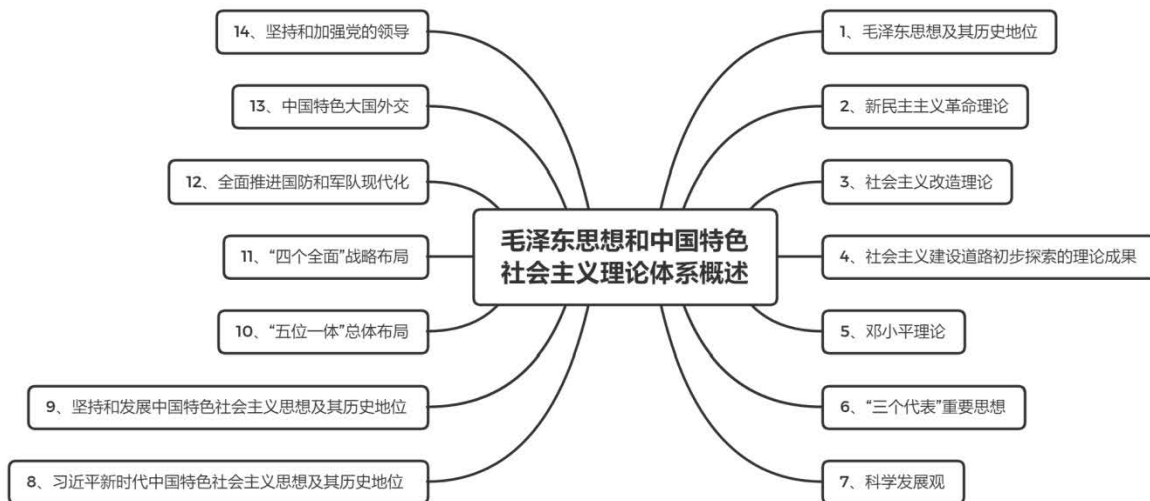 毛泽东思想和中国特色
社会主义理论体系概述
1、毛泽东思想及其历史地位
2、新民主主义革命理论
3、社会主义改造理论
4、社会主义建设道路初步探索的理论成果
5、邓小平理论
6、“三个代表”重要思想
7、科学发展观
8、习近平新时代中国特色社会主义思想及其历史地位
9、坚持和发展中国特色社会主义思想及其历史地位
10、“五位一体”总体布局
11、“四个全面”战略布局
12、全面推进国防和军队现代化
13、中国特色大国外交
14、坚持和加强党的领导